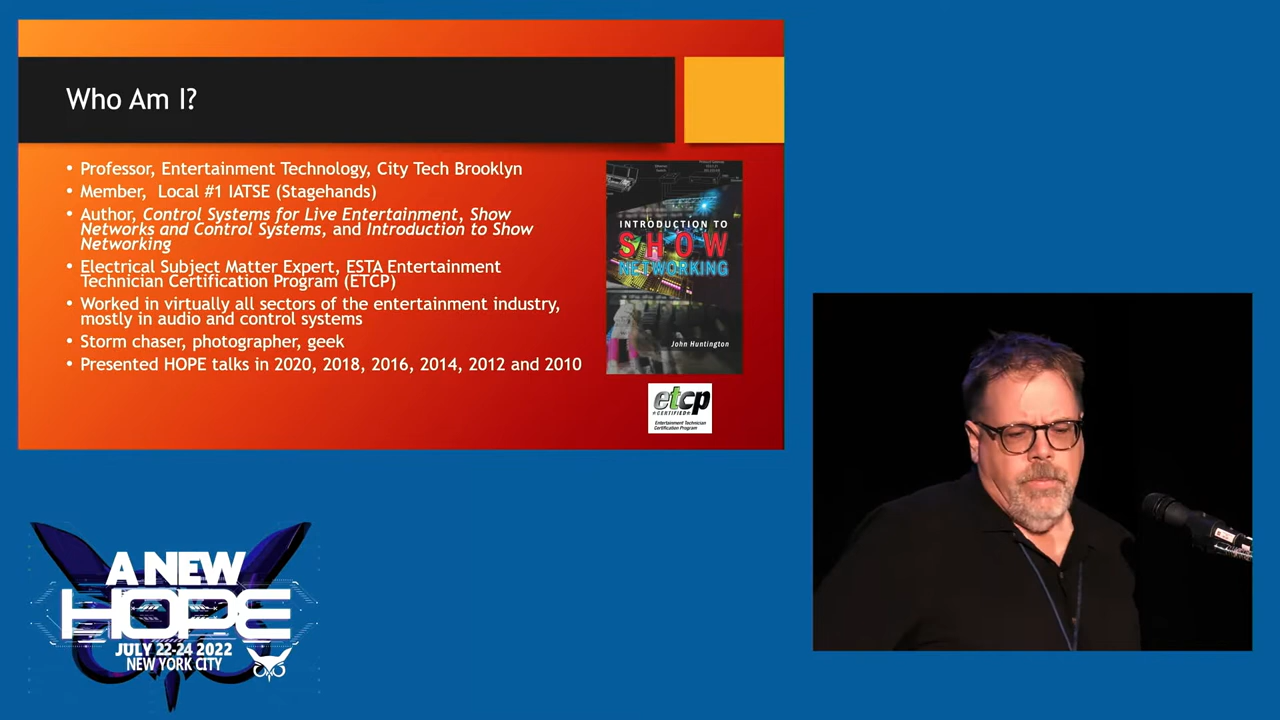 Who Am I?
• Professor, Entertainment Technology, City Tech Brooklyn
• Member,  Local #1 IATSE (Stagehands)
• Author, Control Systems for Live Entertainment, Show
Networks and Control Systems, and Introduction to Show
Networking
• Electrical Subject Matter Expert, ESTA Entertainment
Technician Certification Program (ETCP)
• Worked in virtually all sectors of the entertainment industry,
mostly in audio and control systems
• Storm chaser, photographer, geek
• Presented HOPE talks in 2020, 2018, 2016, 2014, 2012 and 2010
INTRODUCTION TO
SHOW
NETWORKING
John Huntington
etcp
CERTIFIED
Entertainment Technician
Certification Program
A NEW
HOPE
JULY 22-24 2022
NEW YORK CITY